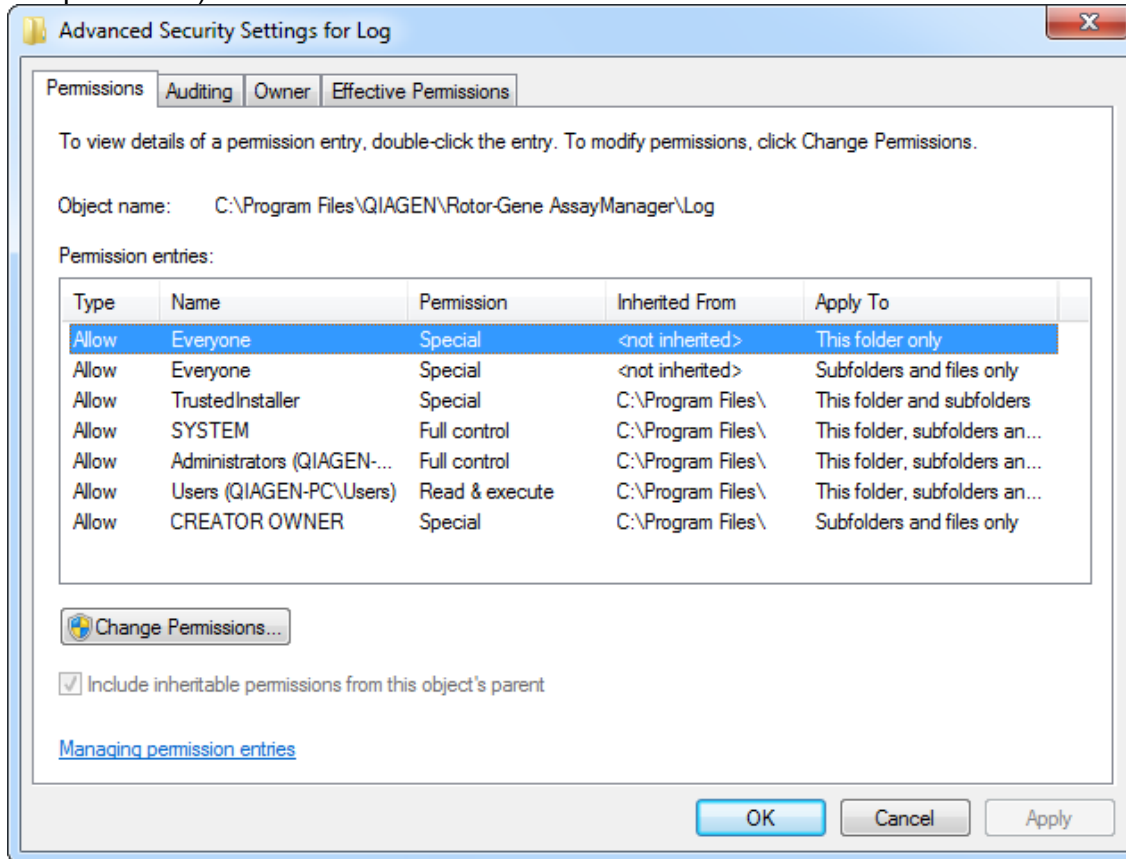 Advanced Security Settings for Log
Permissions Auditing Owner Effective Permissions
To view details of a permission entry, double-click the entry. To modify permissions, click Change Permissions.
Object name: C:\Program Files\QIAGEN\Rotor-Gene AssayManager\Log
Permission entries:
Type Name Permission Inherited From Apply To
Allow Everyone Special <not inherited> This folder only
Allow Everyone Special <not inherited> Subfolders and files only
Allow TrustedInstaller Special C:\Program Files\ This folder and subfolders
Allow SYSTEM Full control C:\Program Files\ This folder, subfolders an...
Allow Administrators (QIAGEN-... Full control C:\Program Files\ This folder, subfolders an...
Allow Users (QIAGEN-PC\Users) Read & execute C:\Program Files\ This folder, subfolders an...
Allow CREATOR OWNER Special C:\Program Files\ Subfolders and files only
Change Permissions...
Include inheritable permissions from this object's parent
Managing permission entries
OK Cancel Apply